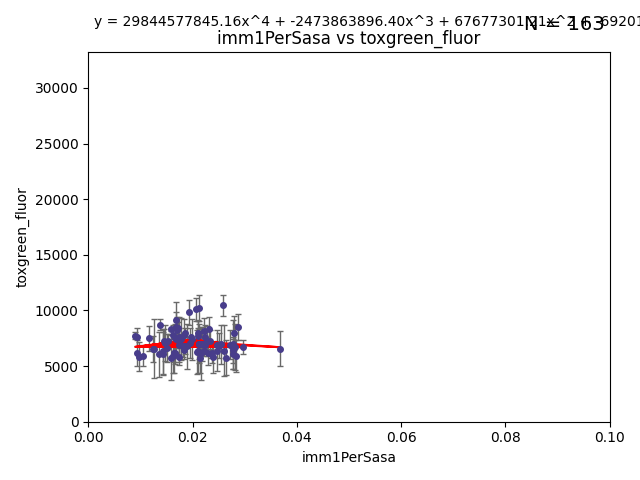 y = 29844577845.16x^4 + -2473863896.40x^3 +
N = 163
imm1PerSasa vs toxgreen_fluor
30000
25000
20000
15000
10000
5000
0
toxgreen_fluor
0.00 0.02 0.04 0.06 0.08 0.10
imm1PerSasa